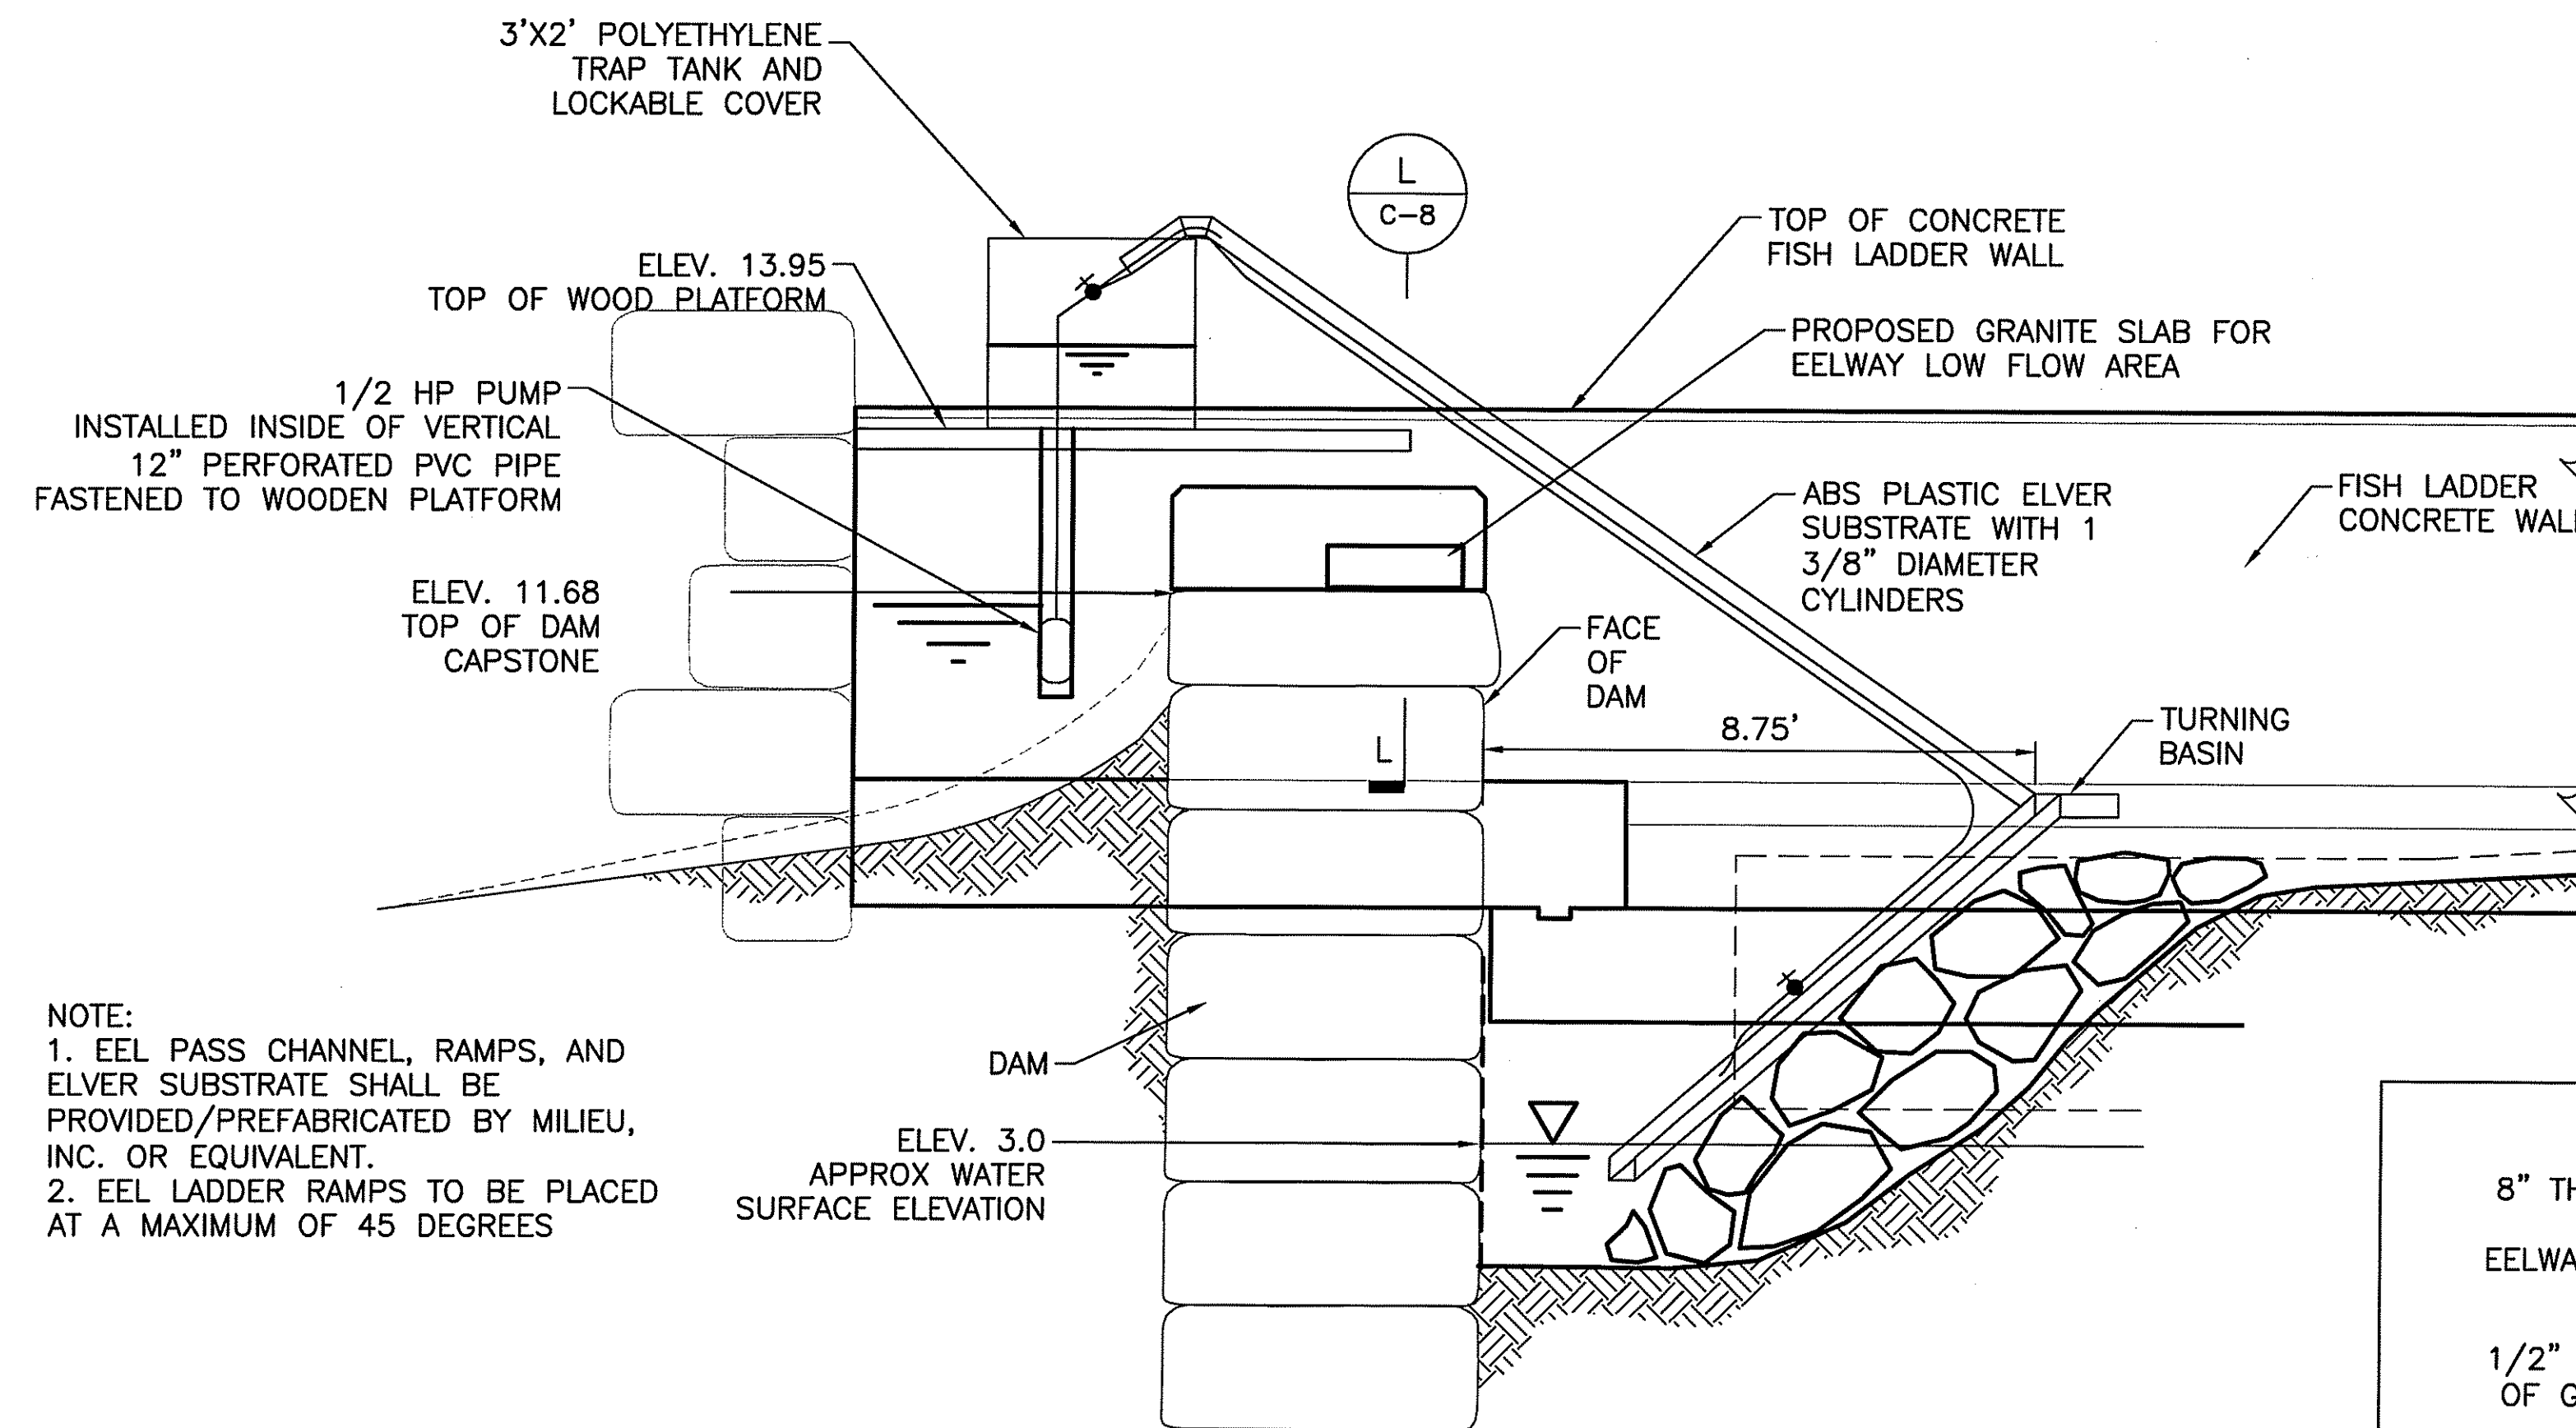 3'X2' POLYETHYLENE
TRAP TANK AND
LOCKABLE COVER
L
C-8
TOP OF CONCRETE
FISH LADDER WALL
ELEV. 13.95
TOP OF WOOD PLATFORM
PROPOSED GRANITE SLAB FOR
EELWAY LOW FLOW AREA
1/2 HP PUMP
INSTALLED INSIDE OF VERTICAL
12" PERFORATED PVC PIPE
FASTENED TO WOODEN PLATFORM
ABS PLASTIC ELVER
SUBSTRATE WITH 1
3/8" DIAMETER
CYLINDERS
FISH LADDER
CONCRETE WAL
ELEV. 11.68
TOP OF DAM
CAPSTONE
FACE
OF
DAM
L
8.75'
TURNING
BASIN
NOTE:
1. EEL PASS CHANNEL, RAMPS, AND
ELVER SUBSTRATE SHALL BE
PROVIDED/PREFABRICATED BY MILIEU,
INC. OR EQUIVALENT.
2. EEL LADDER RAMPS TO BE PLACED
AT A MAXIMUM OF 45 DEGREES
DAM
ELEV. 3.0
APPROX WATER
SURFACE ELEVATION
8" TH
EELWA
1/2"
OF G